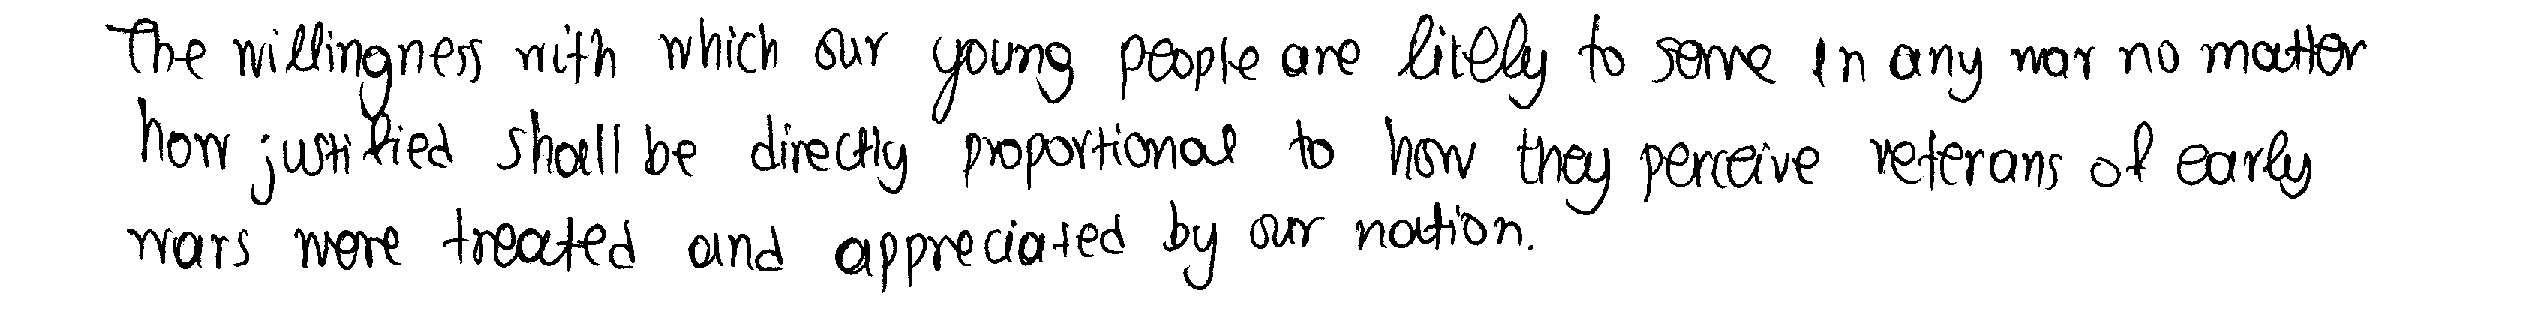 The willingness with which our young people are likely to serve in any war no matter
how justified shall be directly proportional to how they perceive veterans of early
wars were treated and appreciated by our nation.